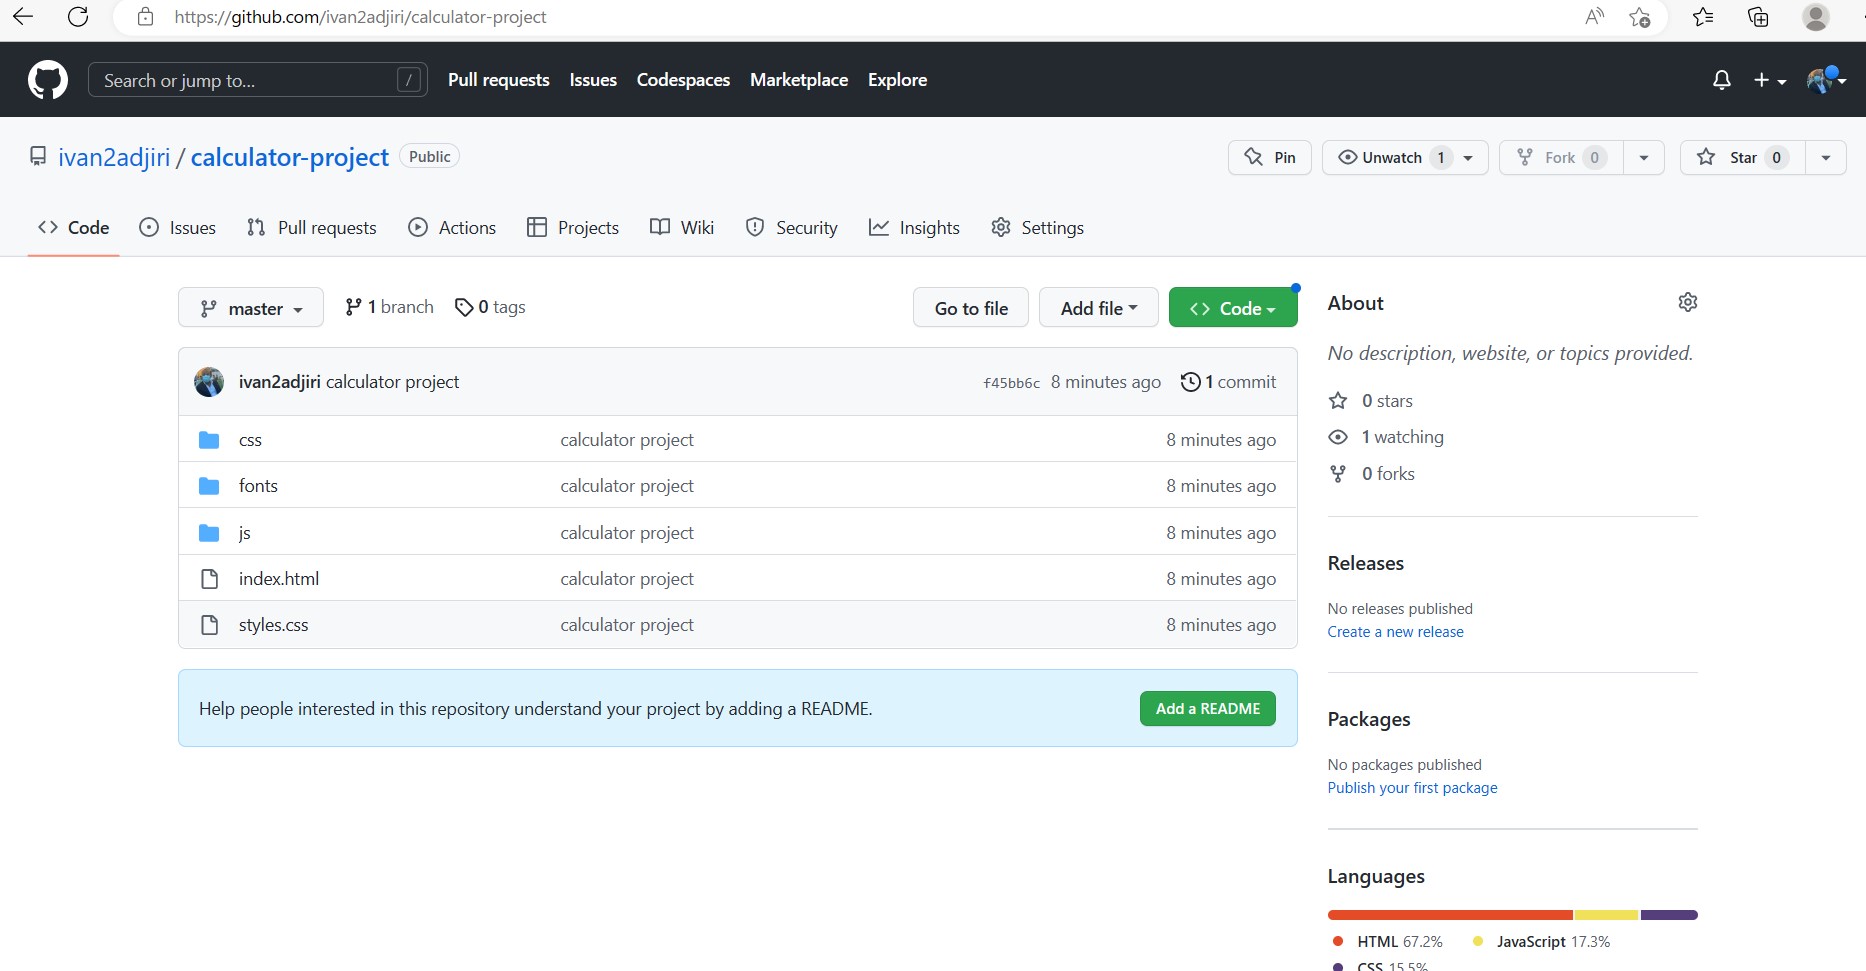 https://github.com/ivan2adjiri/calculator-project
Search or jump to... / Pull requests Issues Codespaces Marketplace Explore
ivan2adjiri / calculator-project Public Pin Unwatch 1 Fork 0 Star 0
Code Issues Pull requests Actions Projects Wiki Security Insights Settings
master 1 branch 0 tags Go to file Add file Code
ivan2adjiri calculator project f45bb6c 8 minutes ago 1 commit
css calculator project 8 minutes ago
fonts calculator project 8 minutes ago
js calculator project 8 minutes ago
index.html calculator project 8 minutes ago
styles.css calculator project 8 minutes ago
Help people interested in this repository understand your project by adding a README. Add a README
About
No description, website, or topics provided.
0 stars
1 watching
0 forks
Releases
No releases published
Create a new release
Packages
No packages published
Publish your first package
Languages
HTML 67.2% JavaScript 17.3%
CSS 15.5%